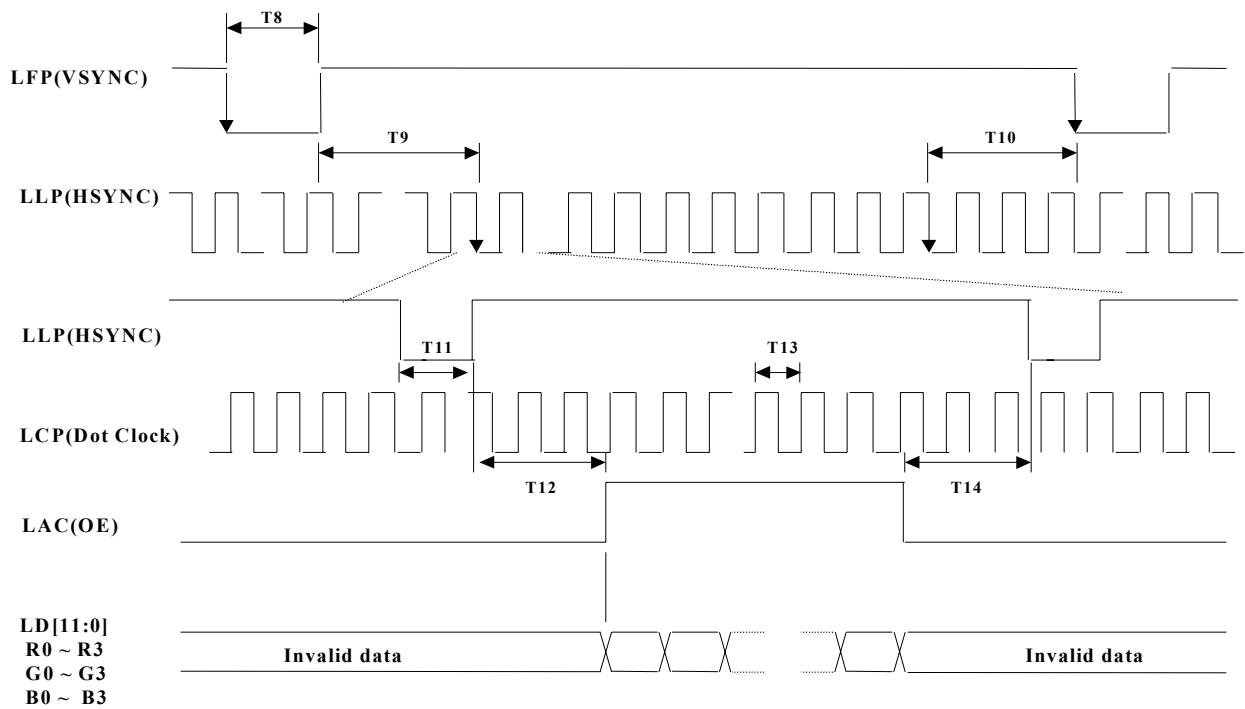 T8
LFP(VSYNC)
T9
T10
LLP(HSYNC)
LLP(HSYNC)
T11
T13
LCP(Dot Clock)
T12
T14
LAC(OE)
LD[11:0]
R0 ~ R3
G0 ~ G3
B0 ~ B3
Invalid data
Invalid data